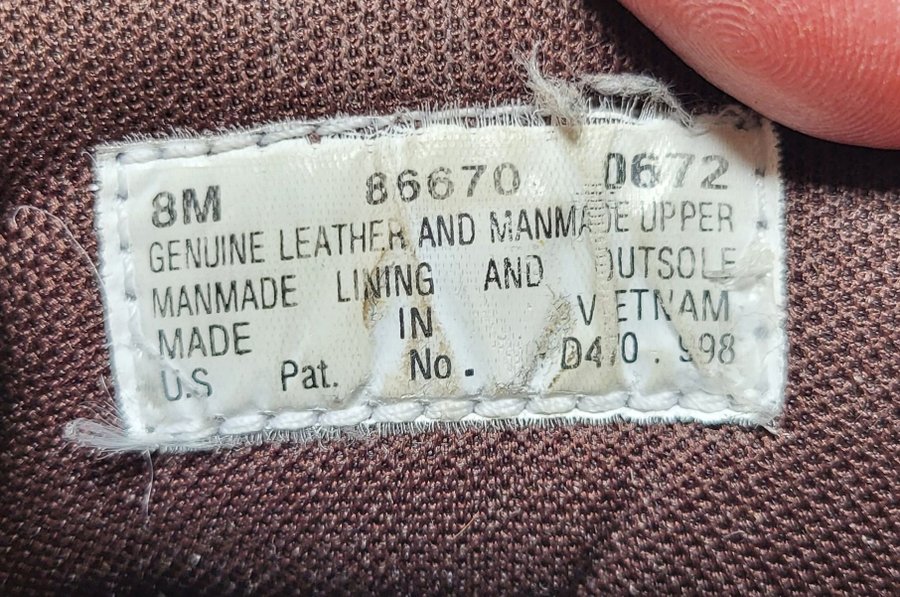 8M 86670 0672
GENUINE LEATHER AND MANMADE UPPER
MANMADE LINING AND OUTSOLE
MADE IN VIETNAM
U.S Pat. No. D470.998